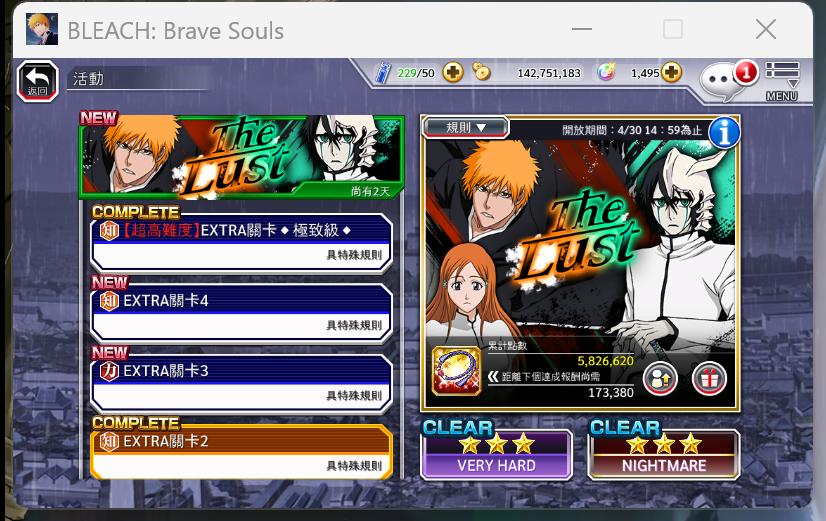 BLEACH: Brave Souls
返回
活動
229/50
142,751,183
1,495
1
MENU
NEW
The Lust
尚有2天
COMPLETE
知 【超高難度】EXTRA關卡◆極致級◆
具特殊規則
NEW
知 EXTRA關卡4
具特殊規則
NEW
力 EXTRA關卡3
具特殊規則
COMPLETE
知 EXTRA關卡2
具特殊規則
規則 ▼
開放期間：4/30 14：59為止
i
The Lust
累計點數
5,826,620
距離下個達成報酬尚需
173,380
CLEAR
VERY HARD
CLEAR
NIGHTMARE